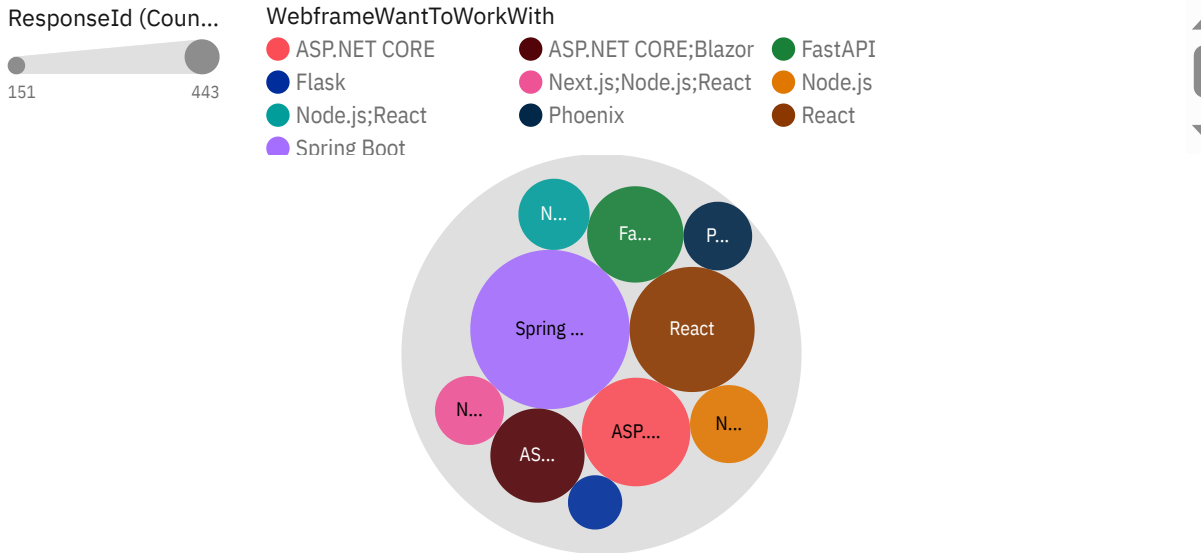 ResponseId (Coun...
151 443
WebframeWantToWorkWith
ASP.NET CORE ASP.NET CORE;Blazor FastAPI
Flask Next.js;Node.js;React Node.js
Node.js;React Phoenix React
Spring Boot
N...
Fa...
P...
Spring ...
React
N...
AS...
ASP....
N...